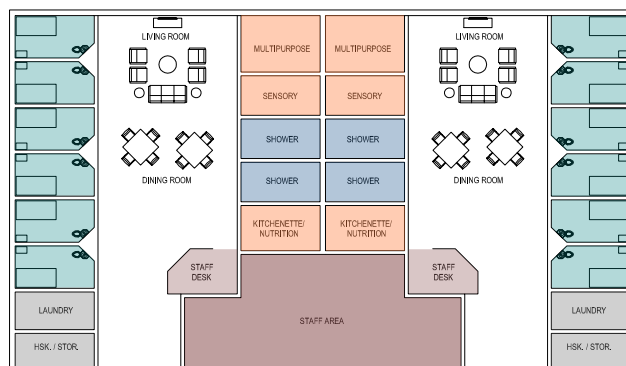 LIVING ROOM
MULTIPURPOSE
MULTIPURPOSE
LIVING ROOM
SENSORY
SENSORY
SHOWER
SHOWER
DINING ROOM
SHOWER
SHOWER
DINING ROOM
KITCHENETTE/
NUTRITION
KITCHENETTE/
NUTRITION
STAFF
DESK
STAFF
DESK
LAUNDRY
STAFF AREA
LAUNDRY
HSK. / STOR.
HSK. / STOR.